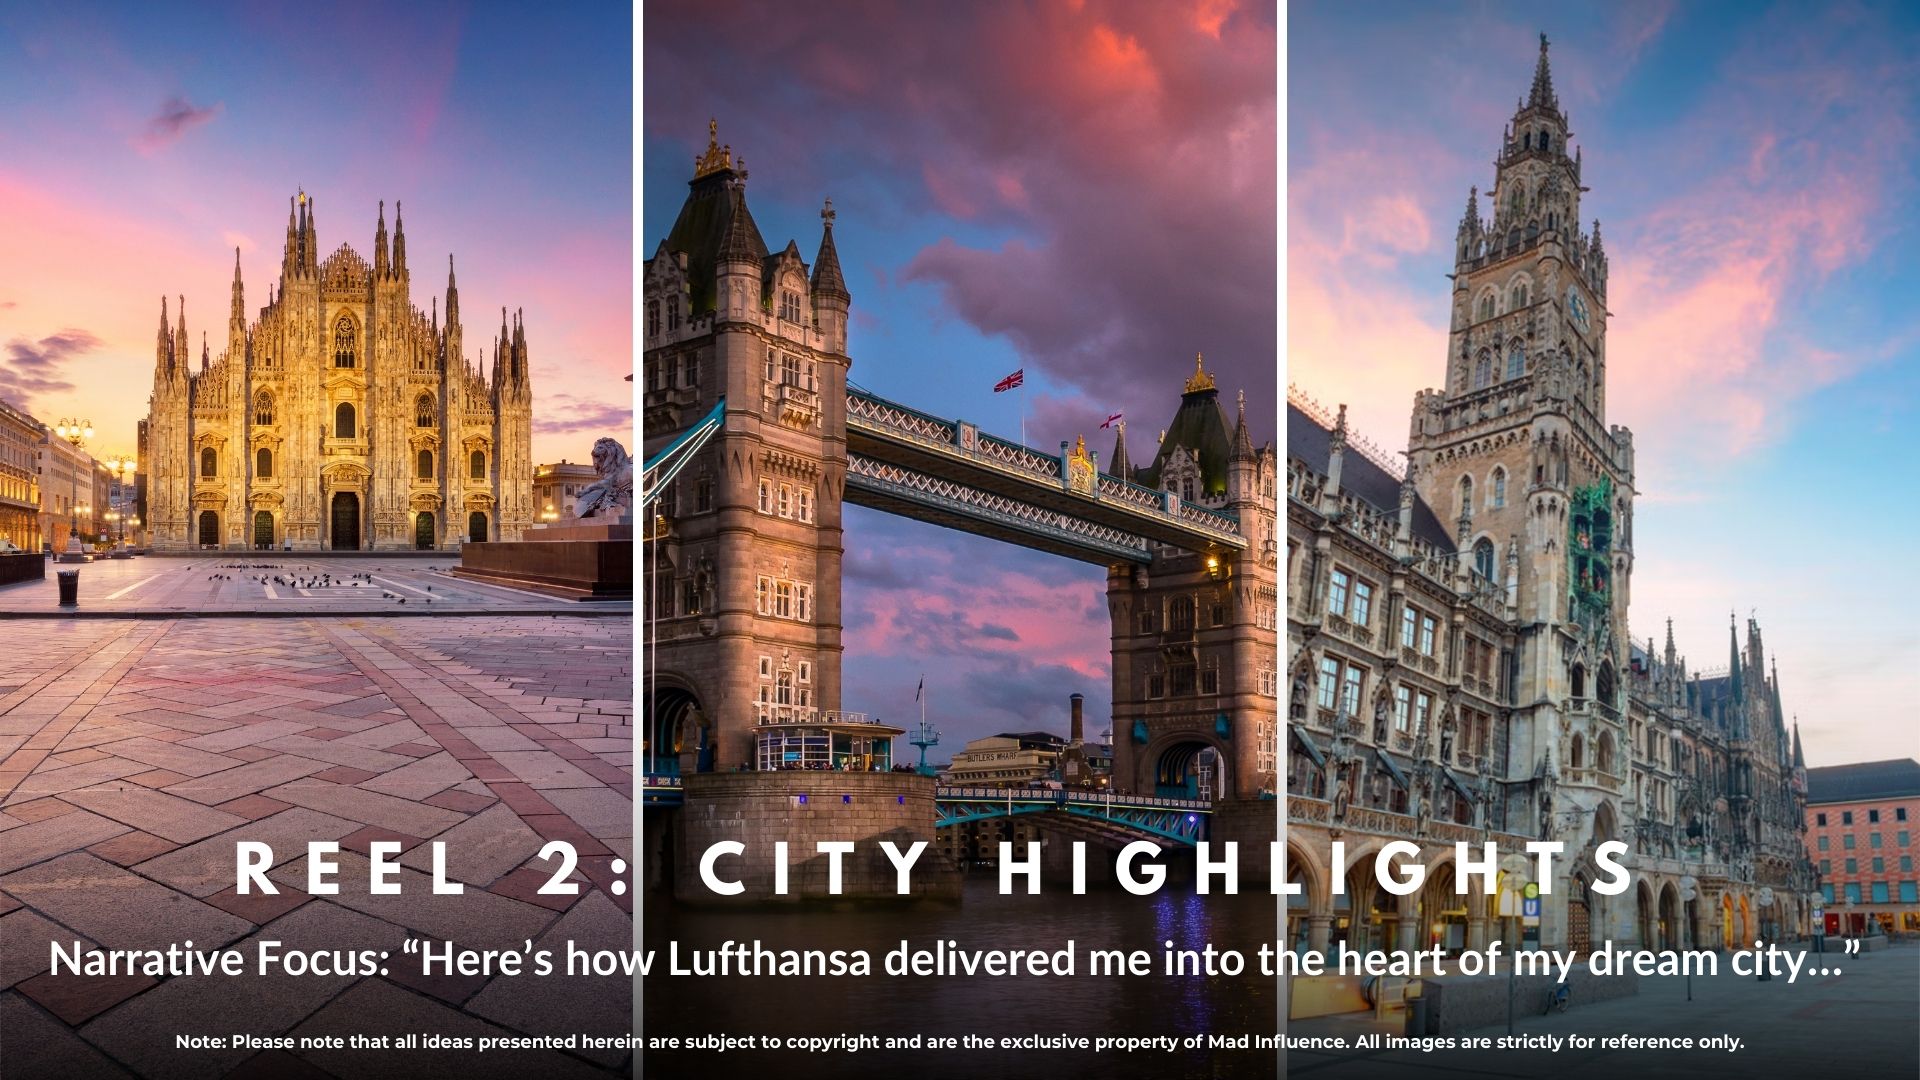 BUTLERS WHARF
U
REEL 2: CITY HIGHLIGHTS
Narrative Focus: “Here’s how Lufthansa delivered me into the heart of my dream city...”
Note: Please note that all ideas presented herein are subject to copyright and are the exclusive property of Mad Influence. All images are strictly for reference only.